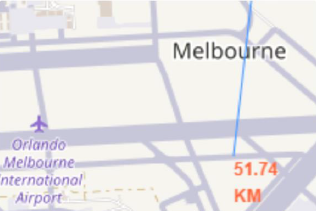 Melbourne
Orlando
Melbourne
International
Airport
51.74
KM